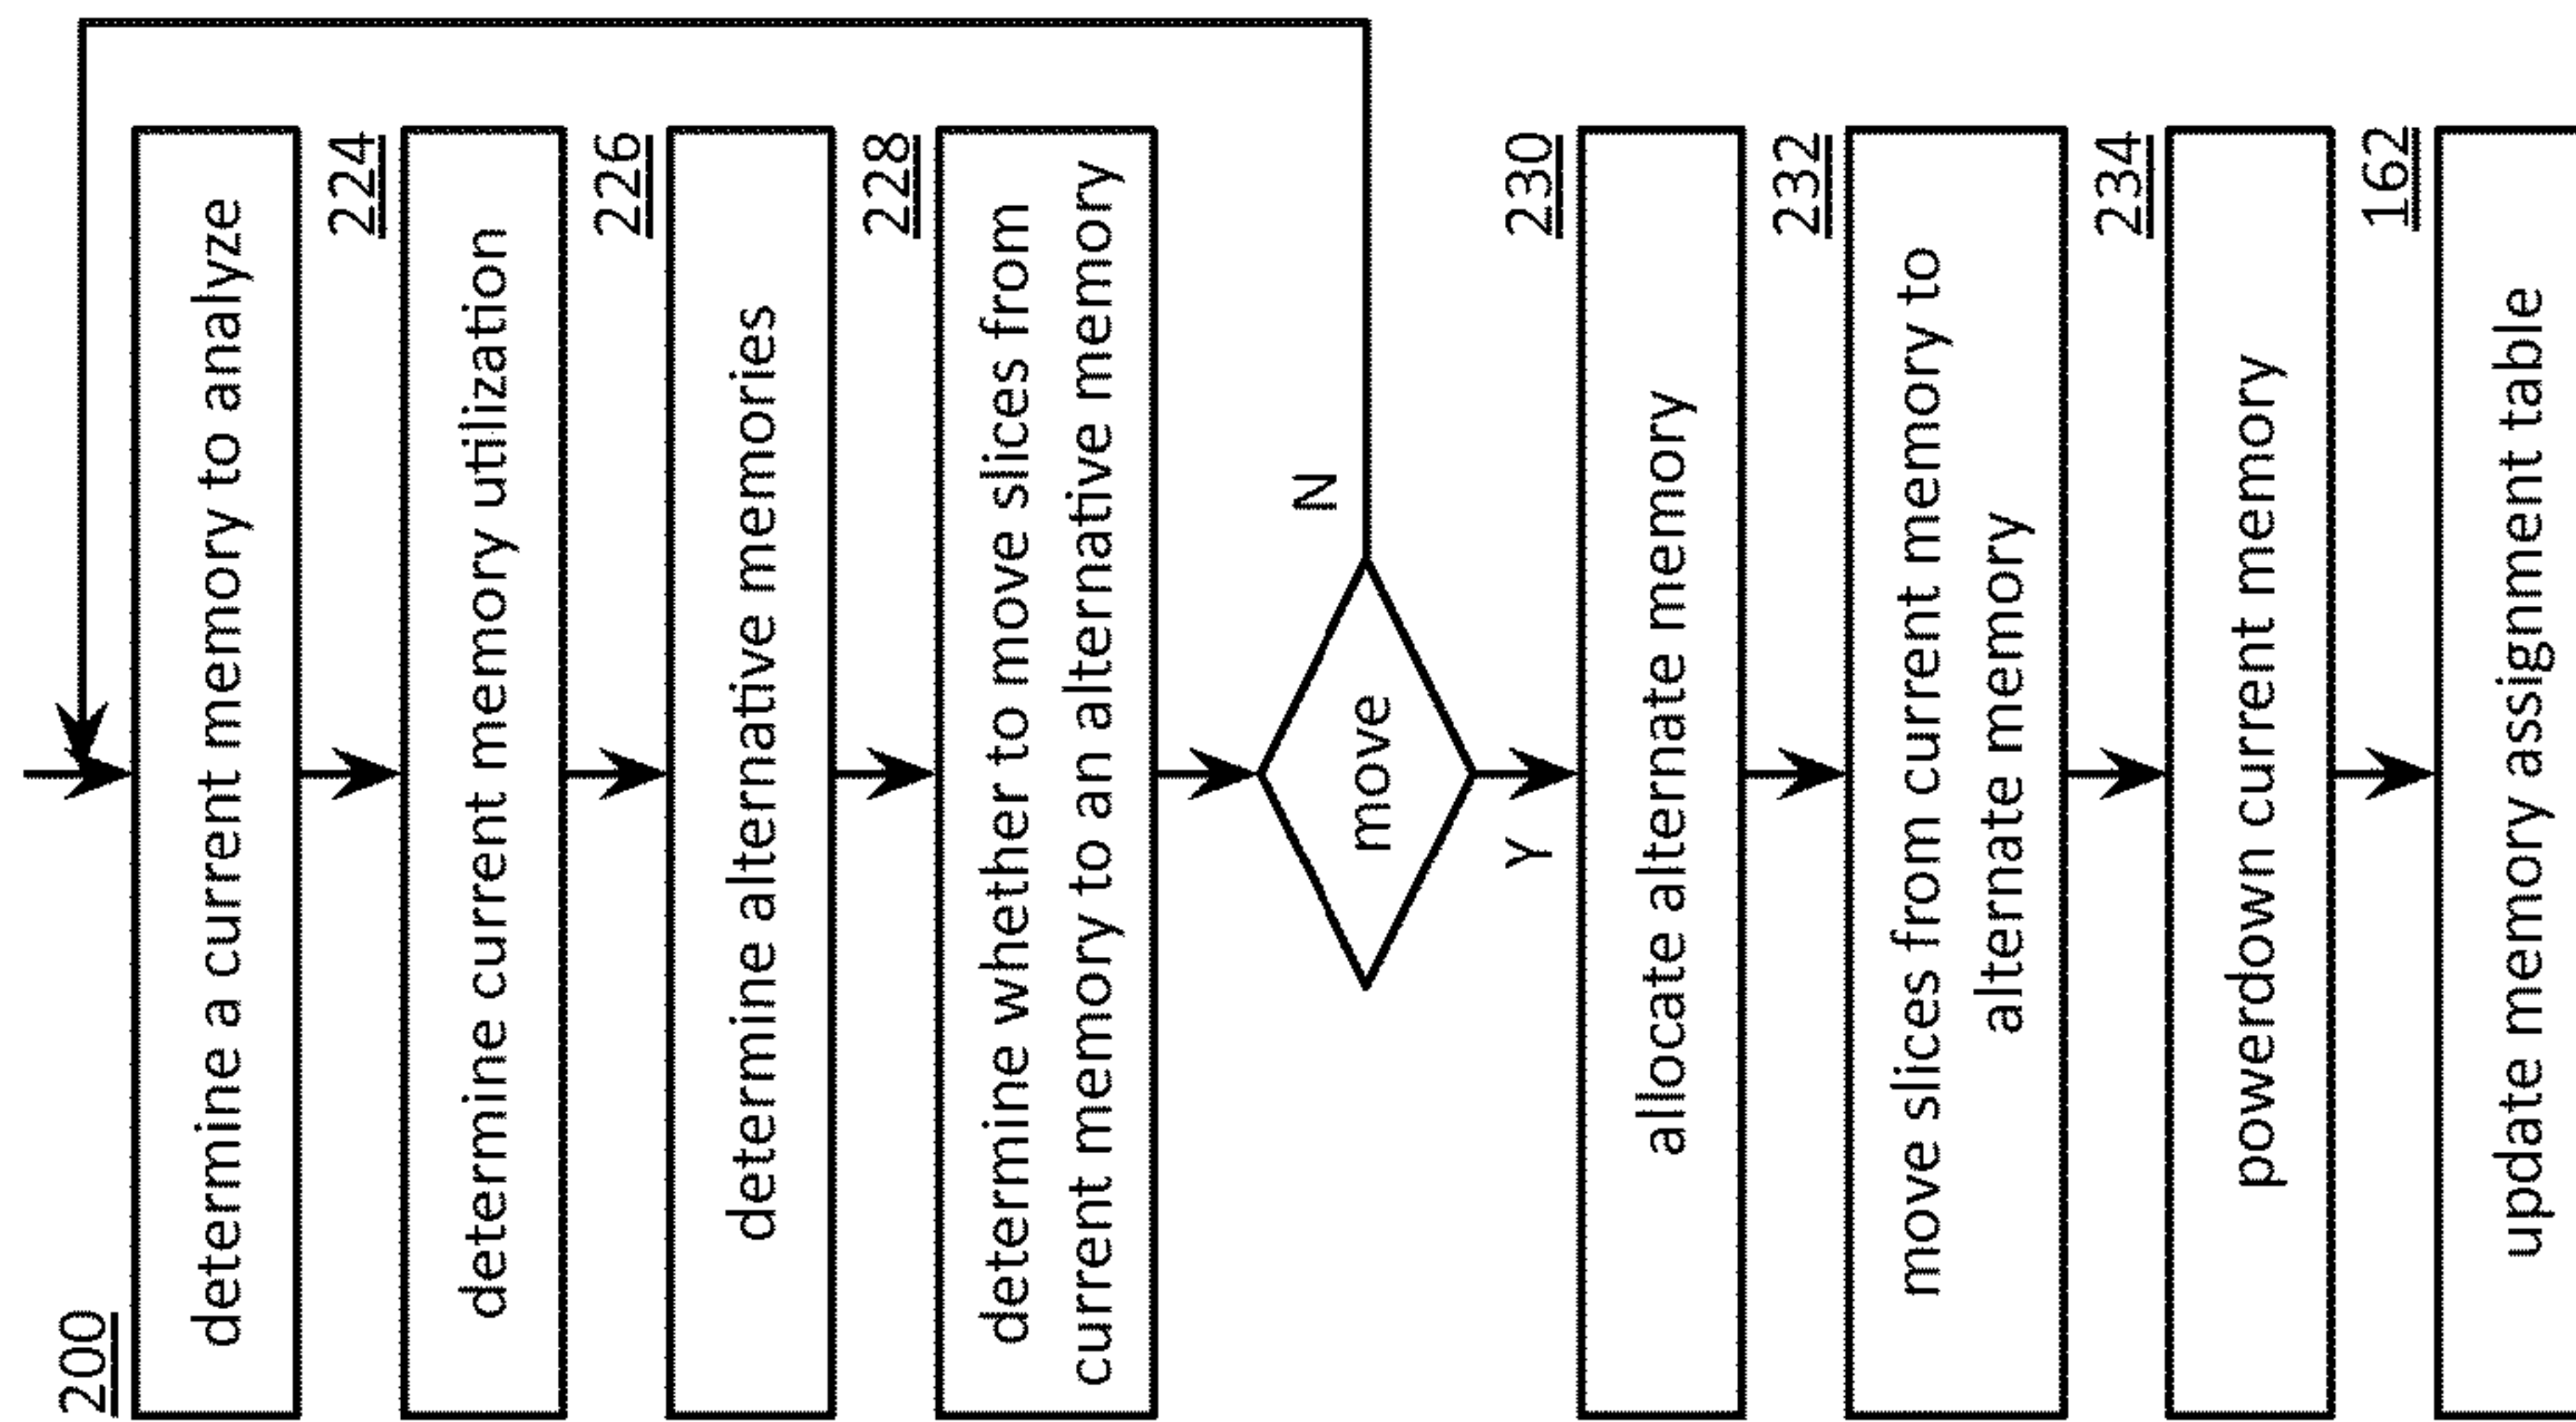 200
determine a current memory to analyze
224
determine current memory utilization
226
determine alternative memories
228
determine whether to move slices from
current memory to an alternative memory
move
N
Y
230
allocate alternate memory
232
move slices from current memory to
alternate memory
234
powerdown current memory
162
update memory assignment table